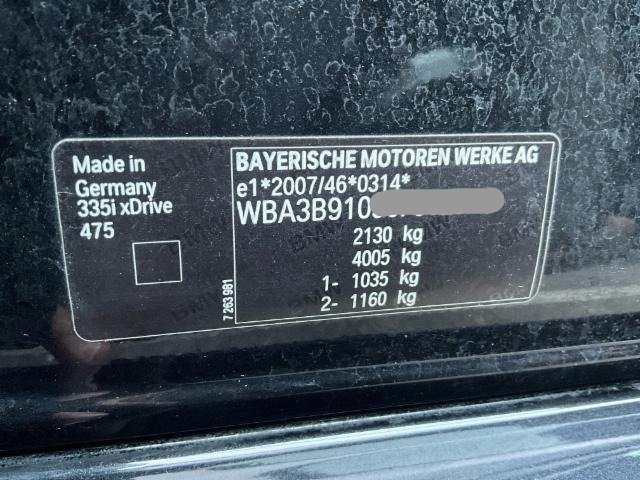 Made in
Germany
335i xDrive
475
7 263 981
BAYERISCHE MOTOREN WERKE AG
e1*2007/46*0314*
WBA3B910
2130 kg
4005 kg
1- 1035 kg
2- 1160 kg